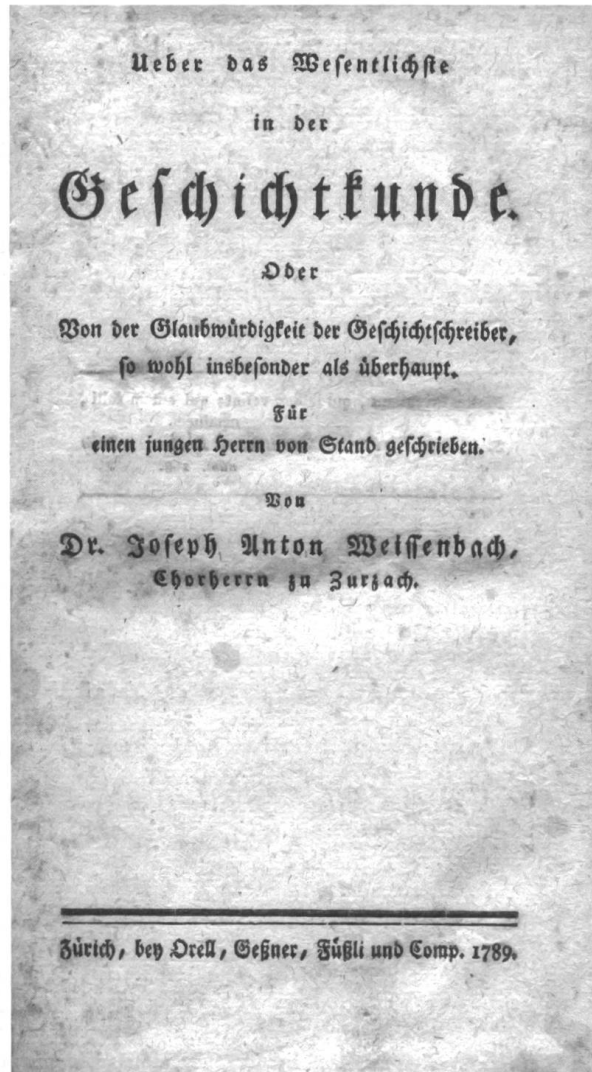 Ueber das Wesentlichste
in der
Geschichtkunde.
Oder
Von der Glaubwürdigkeit der Geschichtschreiber,
so wohl insbesonder als überhaupt.
Für
einen jungen Herrn von Stand geschrieben.
Von
Dr. Joseph Anton Weissenbach,
Chorherrn zu Zurzach.
Zürich, bey Orell, Geßner, Füßli und Comp. 1789.